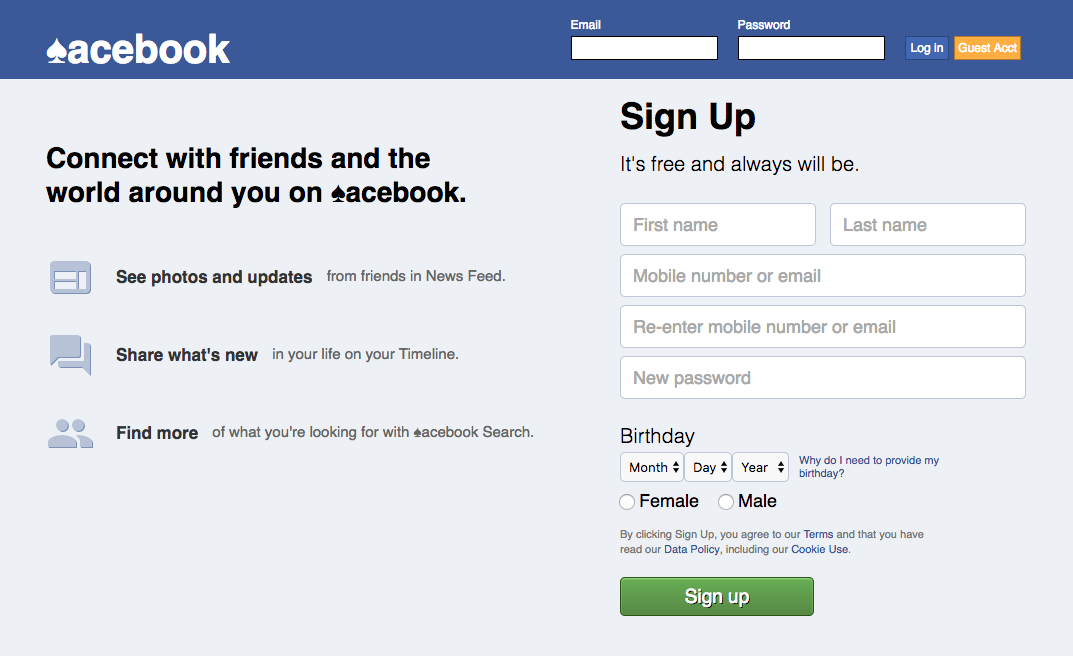 ♠acebook
Email
Password
Log in
Guest Acct
Connect with friends and the
world around you on ♠acebook.
See photos and updates from friends in News Feed.
Share what's new in your life on your Timeline.
Find more of what you're looking for with ♠acebook Search.
Sign Up
It's free and always will be.
First name
Last name
Mobile number or email
Re-enter mobile number or email
New password
Birthday
Month
Day
Year
Why do I need to provide my
birthday?
Female
Male
By clicking Sign Up, you agree to our Terms and that you have
read our Data Policy, including our Cookie Use.
Sign up